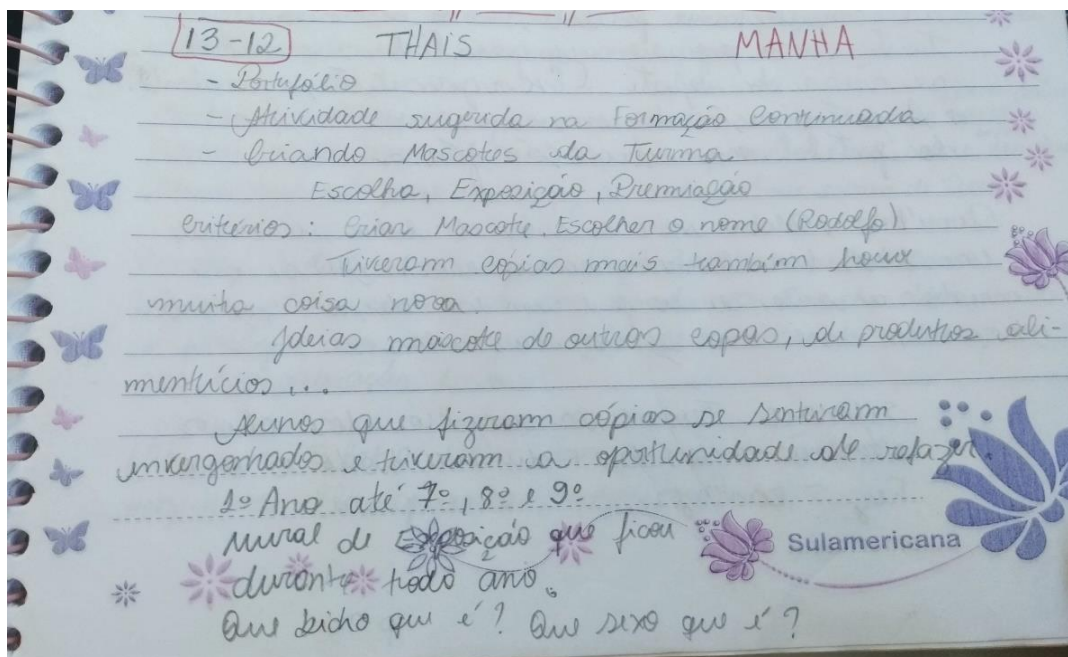 13-12 THAIS MANHA
- Portifólio
- Atividade sugerida na Formação Continuada
- Criando Mascotes da Turma
Escolha, Exposição, Premiação
Critérios: Criar Mascote. Escolher o nome (Rodolfo)
Tiveram cópias mais também houve
muita coisa nova.
Ideias mascote de outras copas, de produtos ali-
mentícios...
Alunos que fizeram cópias se sentiram
envergonhados e tiveram a oportunidade de refazer.
1º Ano até 7º, 8º e 9º
Mural de Exposição que ficou
durante todo ano.
Sulamericana
Que bicho que é? Que sexo que é?